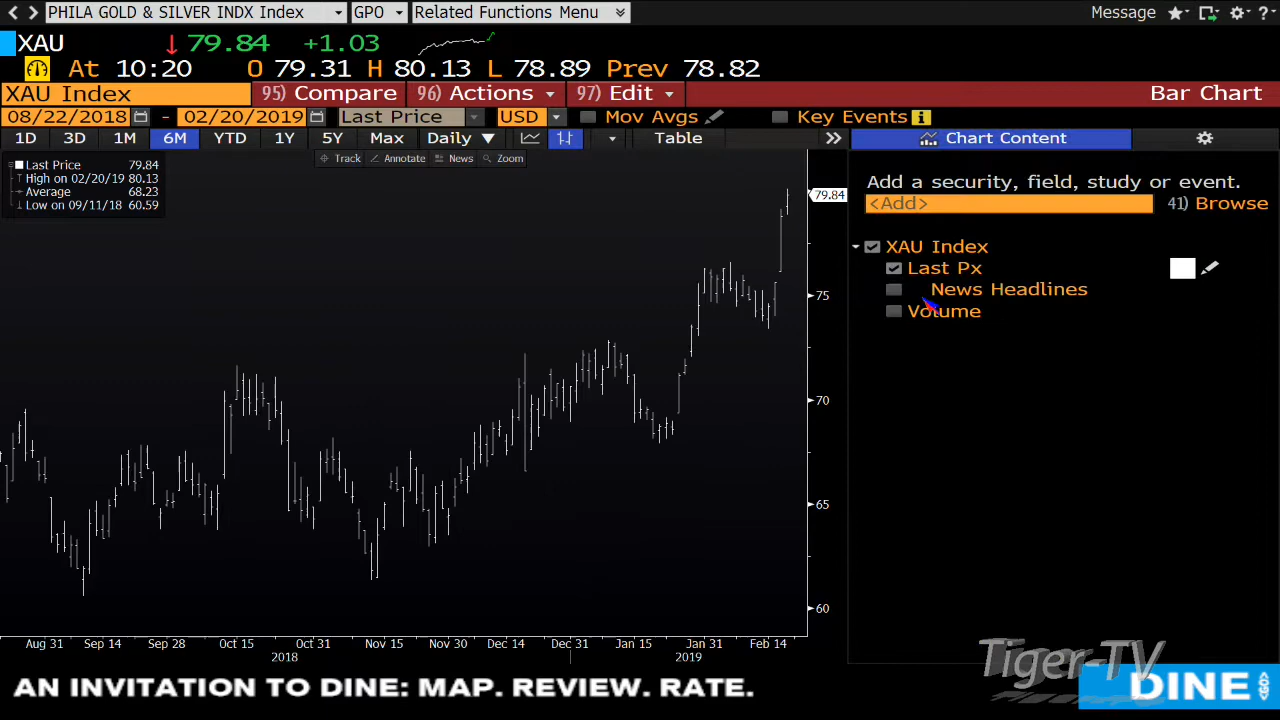 PHILA GOLD & SILVER INDX Index GPO Related Functions Menu Message ?
XAU 79.84 +1.03
At 10:20 O 79.31 H 80.13 L 78.89 Prev 78.82
XAU Index 95) Compare 96) Actions 97) Edit Bar Chart
08/22/2018 - 02/20/2019 Last Price USD Mov Avgs Key Events i
1D 3D 1M 6M YTD 1Y 5Y Max Daily Table Chart Content
Track Annotate News Zoom
Last Price 79.84
High on 02/20/19 80.13
Average 68.23
Low on 09/11/18 60.59
Add a security, field, study or event.
<Add> 41) Browse
XAU Index
Last Px
News Headlines
Volume
79.84
75
70
65
60
Aug 31 Sep 14 Sep 28 Oct 15 Oct 31 Nov 15 Nov 30 Dec 14 Dec 31 Jan 15 Jan 31 Feb 14
2018 2019
Tiger-TV
AN INVITATION TO DINE: MAP. REVIEW. RATE.
DINE